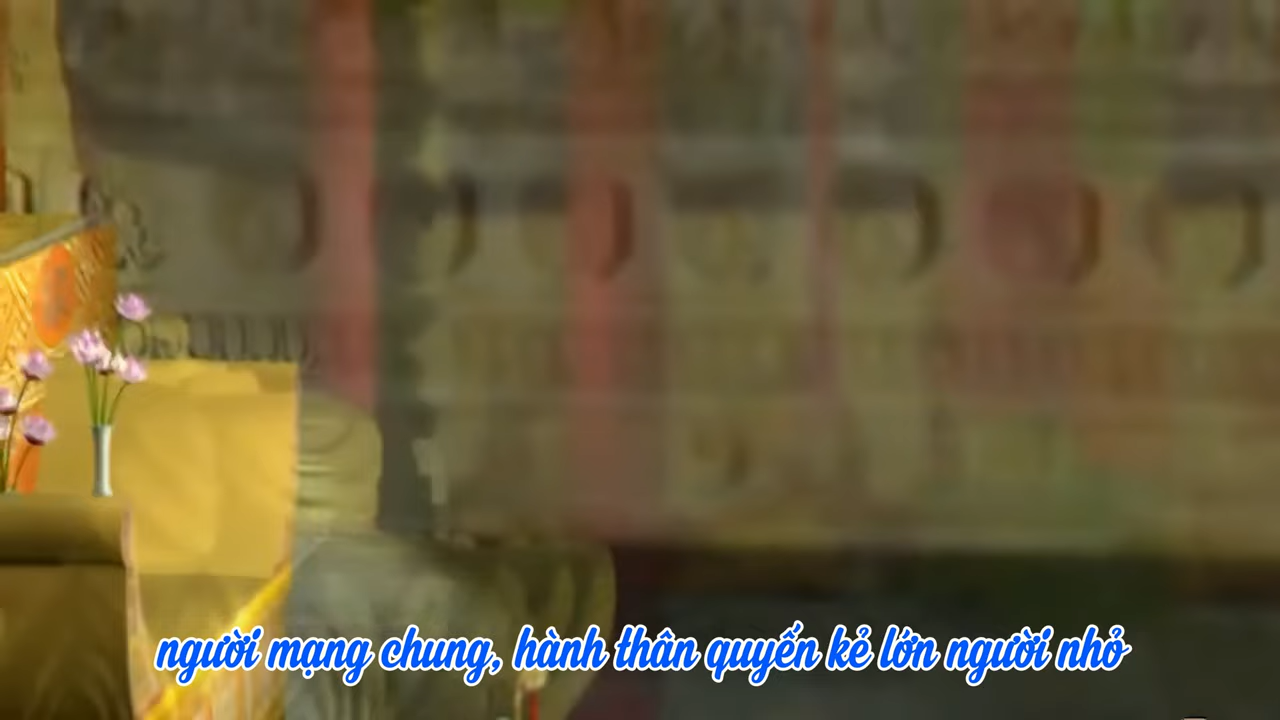 người mạng chung, hành thân quyến kẻ lớn người nhỏ